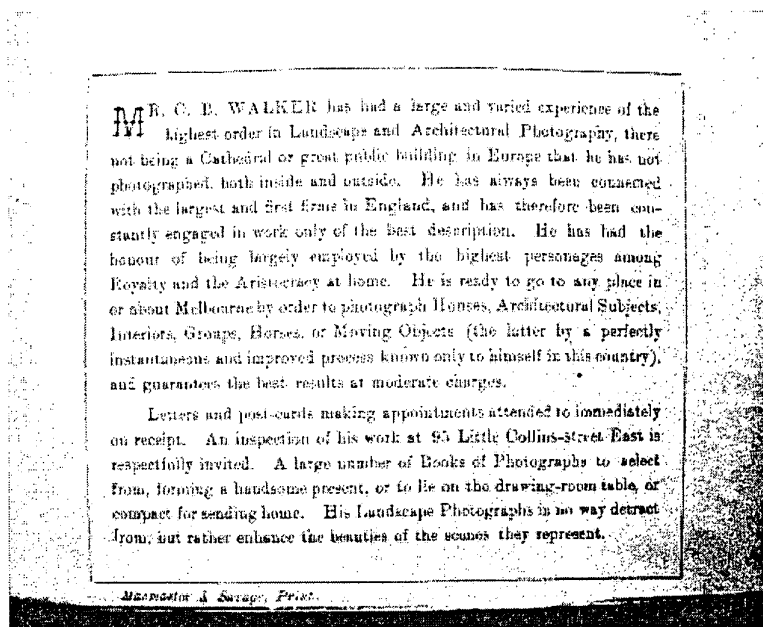 MR. C. B. WALKER has had a large and varied experience of the
highest order in Landscape and Architectural Photography, there
not being a Cathedral or great public building in Europe that he has not
photographed, both inside and outside. He has always been connected
with the largest and first firms in England, and has therefore been con-
stantly engaged in work only of the best description. He has had the
honour of being largely employed by the highest personages among
Royalty and the Aristocracy at home. He is ready to go to any place in
or about Melbourne by order to photograph Houses, Architectural Subjects,
Interiors, Groups, Horses, or Moving Objects (the latter by a perfectly
instantaneous and improved process known only to himself in this country),
and guarantees the best results at moderate charges.
Letters and post-cards making appointments attended to immediately
on receipt. An inspection of his work at 95 Little Collins-street East is
respectfully invited. A large number of Books of Photographs to select
from, forming a handsome present, or to lie on the drawing-room table, or
compact for sending home. His Landscape Photographs in no way detract
from, but rather enhance the beauties of the scenes they represent.
& Savage, Print.